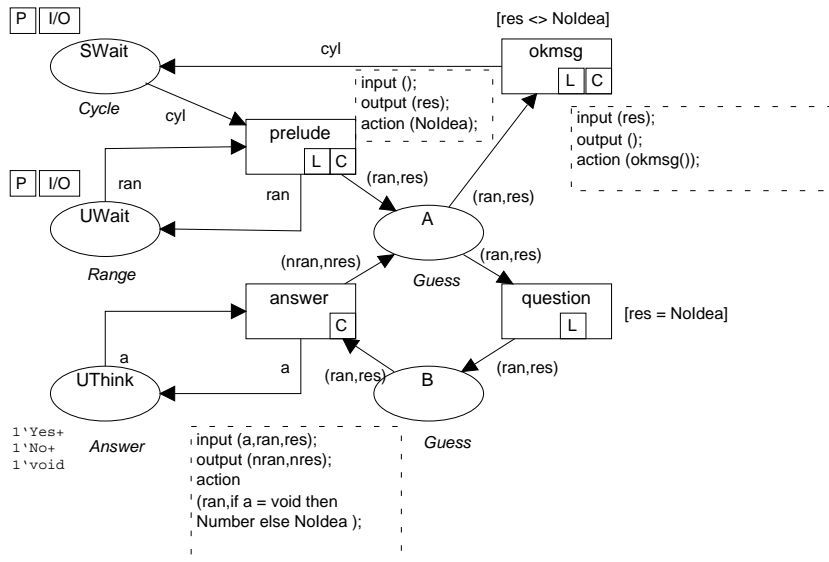 P I/O
[res <> NoIdea]
SWait
cyl
okmsg
L C
Cycle
cyl
input ();
output (res);
action (NoIdea);
input (res);
output ();
action (okmsg());
prelude
L C
P I/O
ran
ran
(ran,res)
(ran,res)
UWait
A
Range
(nran,nres)
(ran,res)
Guess
answer
C
question
L
[res = NoIdea]
a
a
(ran,res)
(ran,res)
UThink
B
1`Yes+
1`No+
1`void
Answer
Guess
input (a,ran,res);
output (nran,nres);
action
(ran,if a = void then
Number else NoIdea );